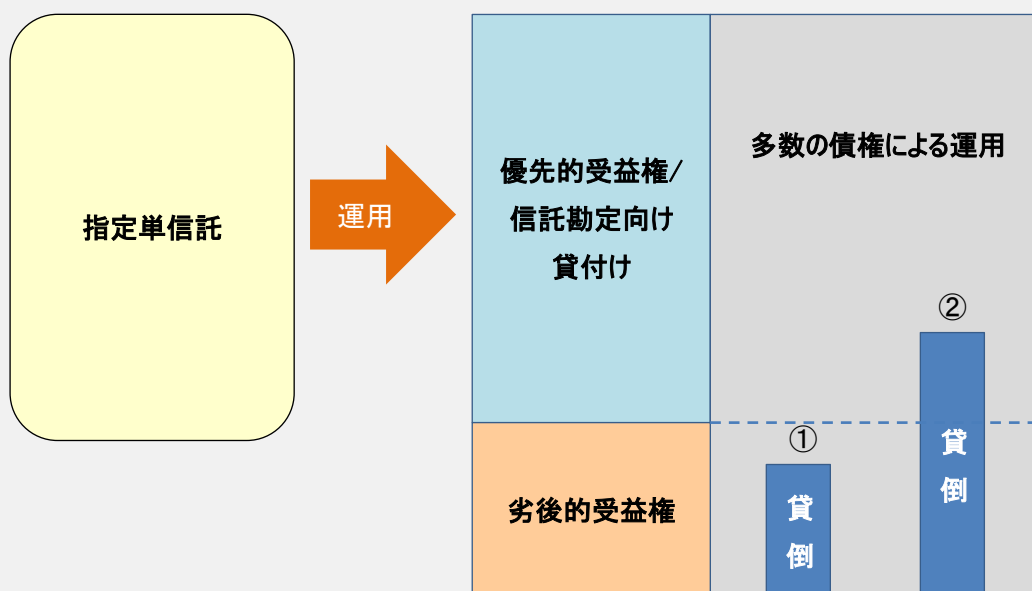 指定単信託
運用
優先的受益権/
信託勘定向け
貸付け
劣後的受益権
多数の債権による運用
①
貸
倒
②
貸
倒